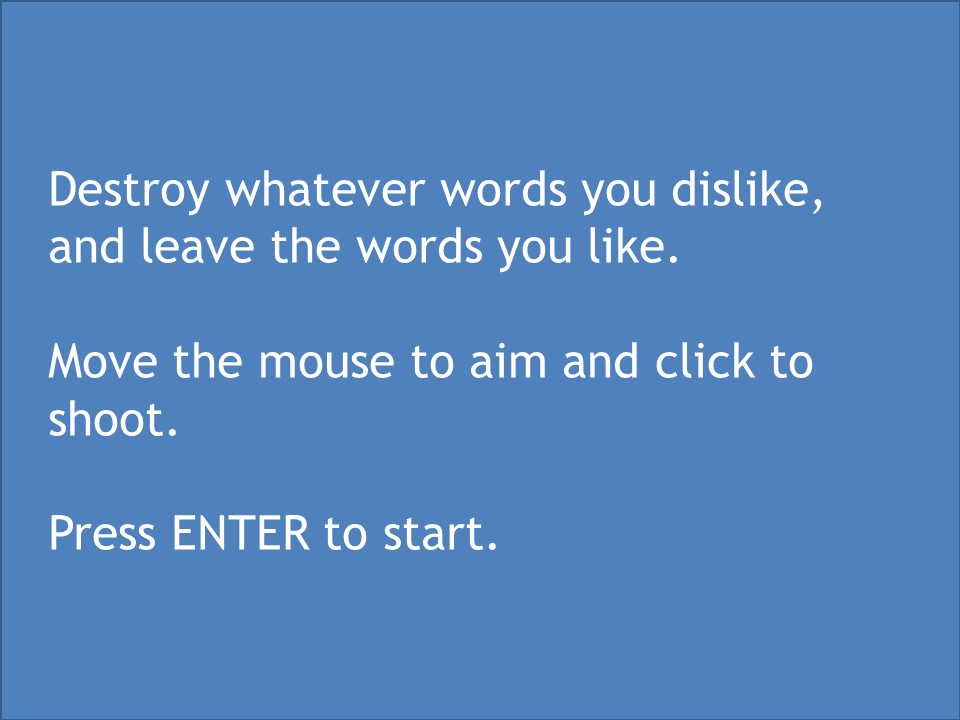 Destroy whatever words you dislike,
and leave the words you like.
Move the mouse to aim and click to
shoot.
Press ENTER to start.